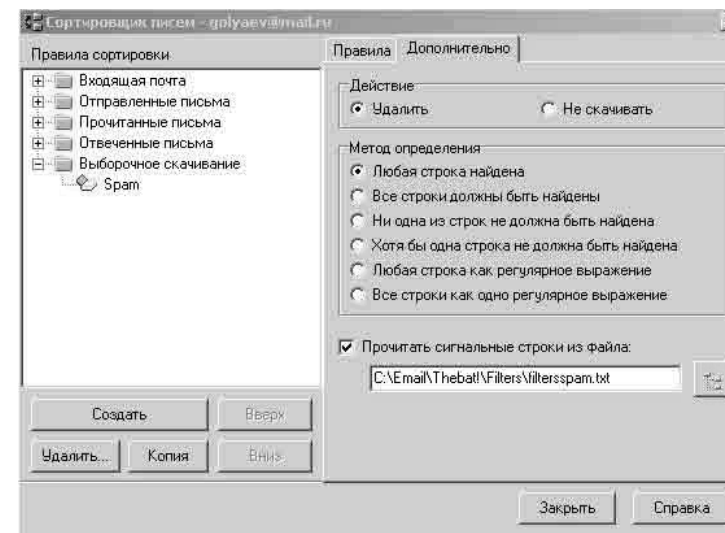 Сортировщик писем - golyaev@mail.ru
Правила сортировки
Входящая почта
Отправленные письма
Прочитанные письма
Отвеченные письма
Выборочное скачивание
Spam
Создать
Вверх
Удалить...
Копия
Вниз
Правила
Дополнительно
Действие
Удалить
Не скачивать
Метод определения
Любая строка найдена
Все строки должны быть найдены
Ни одна из строк не должна быть найдена
Хотя бы одна строка не должна быть найдена
Любая строка как регулярное выражение
Все строки как одно регулярное выражение
Прочитать сигнальные строки из файла:
C:\Email\Thebat!\Filters\filtersspam.txt
Закрыть
Справка